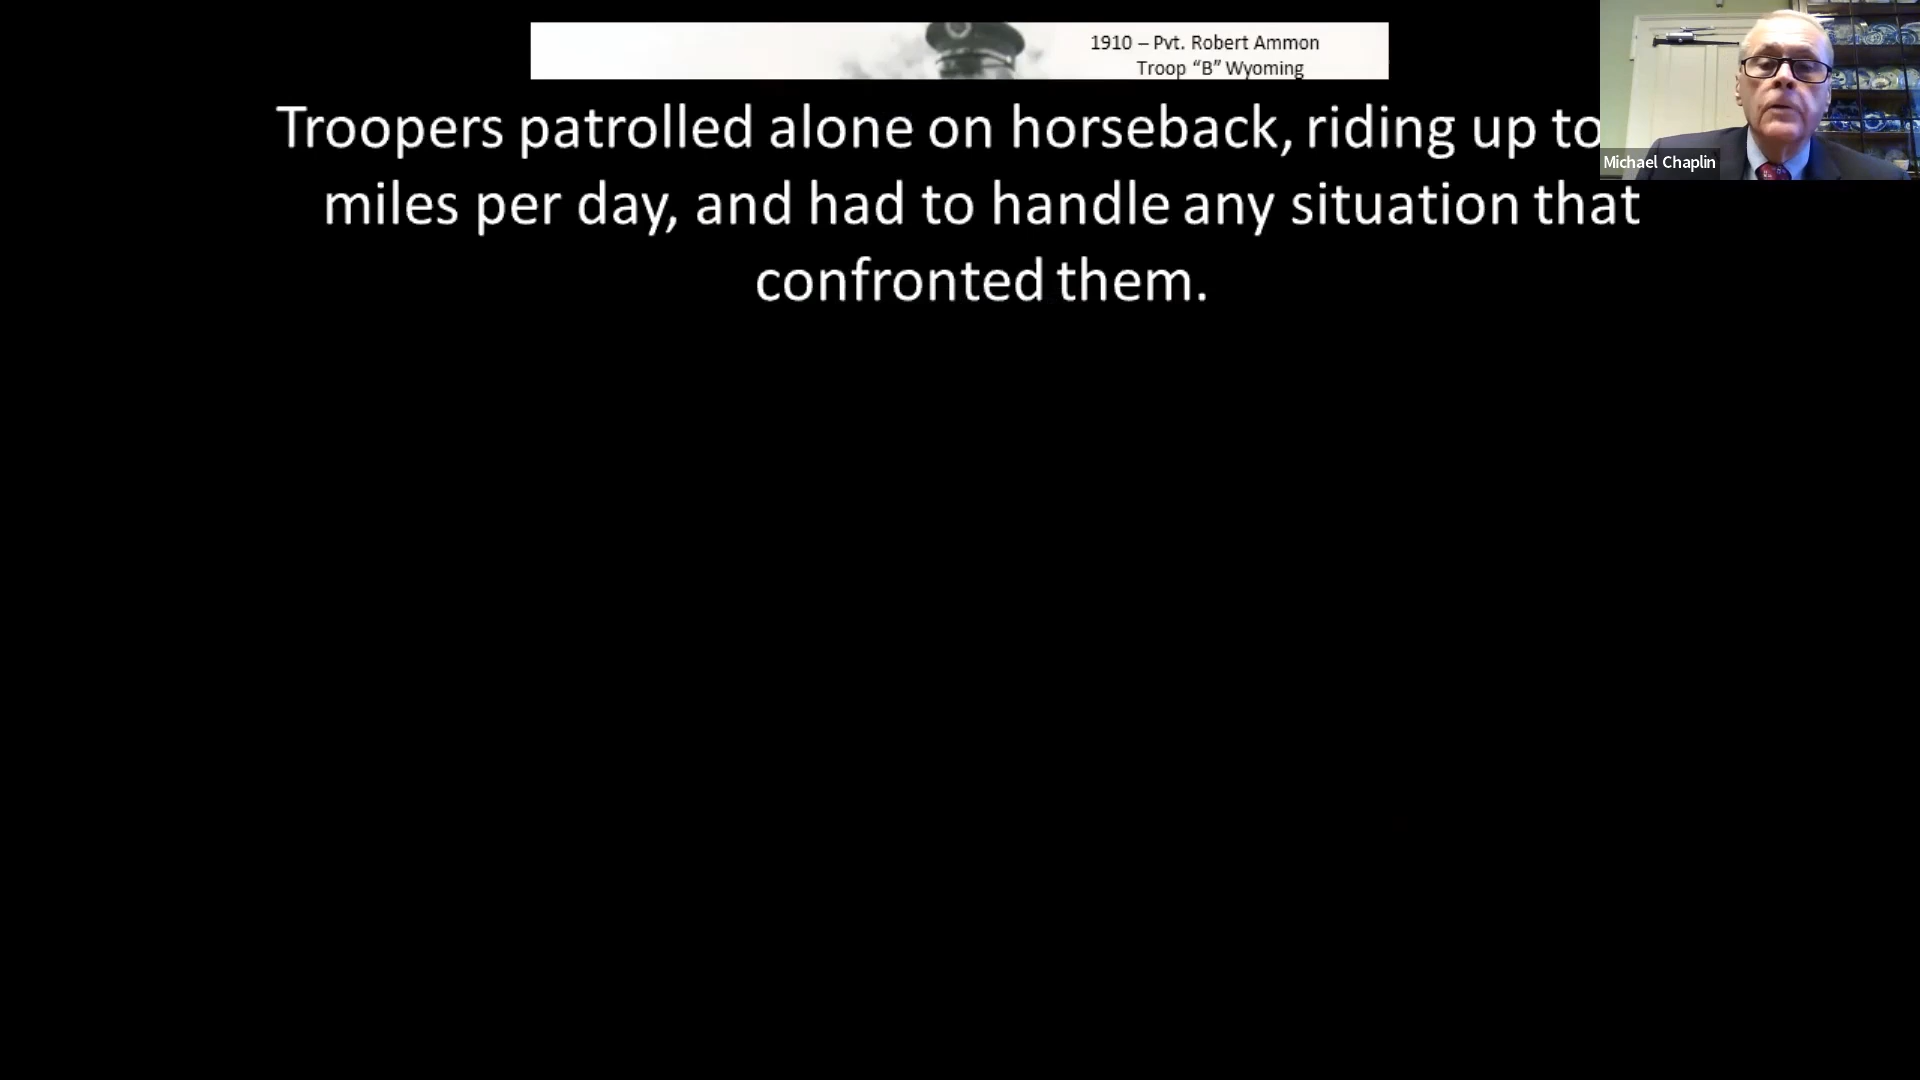 1910 – Pvt. Robert Ammon
Troop “B” Wyoming
Troopers patrolled alone on horseback, riding up to
miles per day, and had to handle any situation that
confronted them.
Michael Chaplin